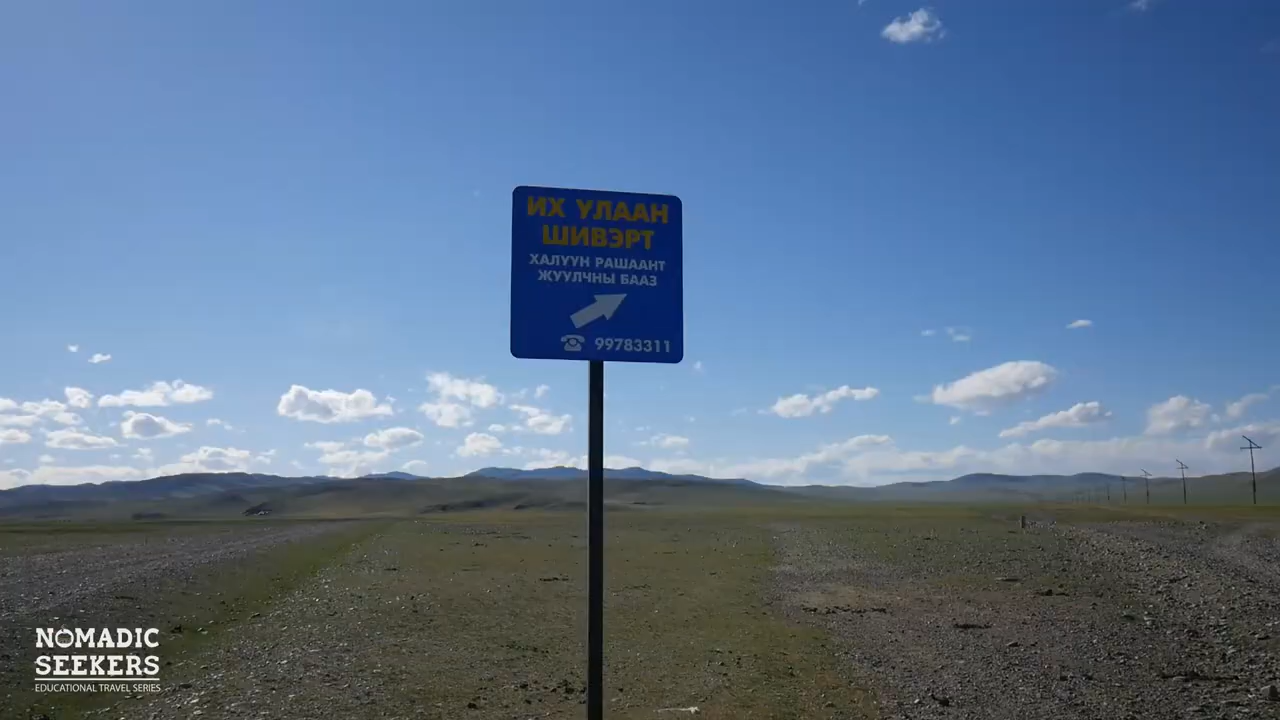 ИХ УЛААН
ШИВЭРТ
ХАЛУУН РАШААНТ
ЖУУЛЧНЫ БААЗ
99783311
NOMADIC
SEEKERS
EDUCATIONAL TRAVEL SERIES